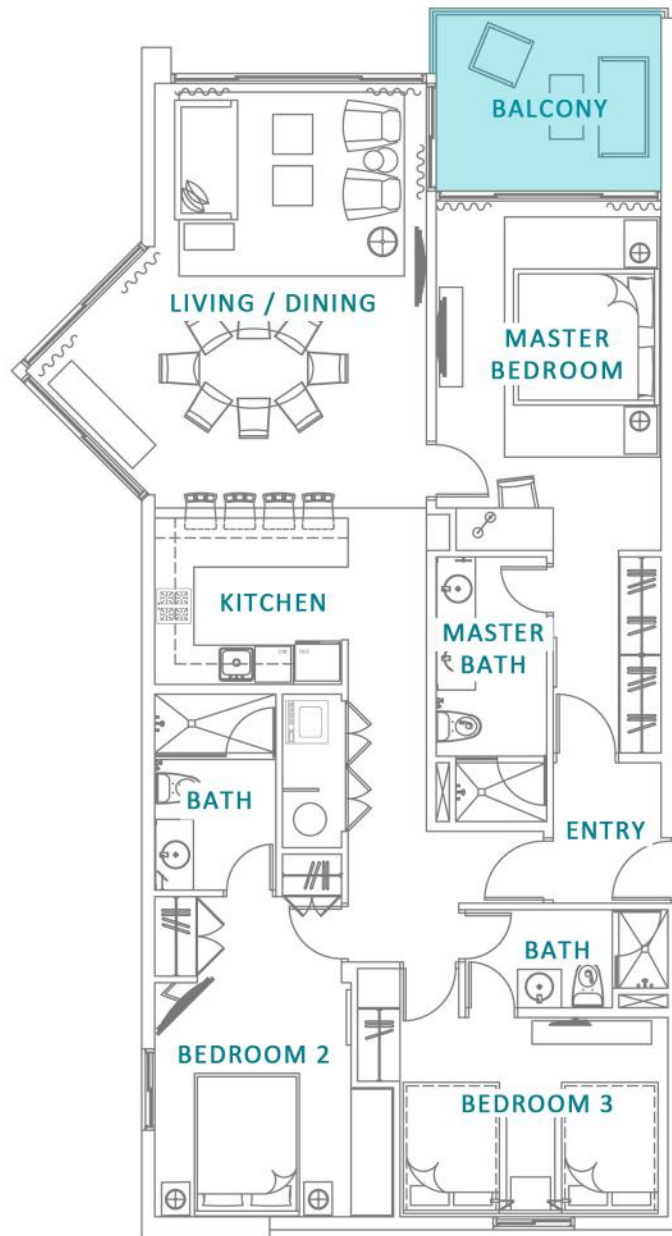 BALCONY
LIVING / DINING
MASTER
BEDROOM
KITCHEN
MASTER
BATH
BATH
ENTRY
BATH
BEDROOM 2
BEDROOM 3